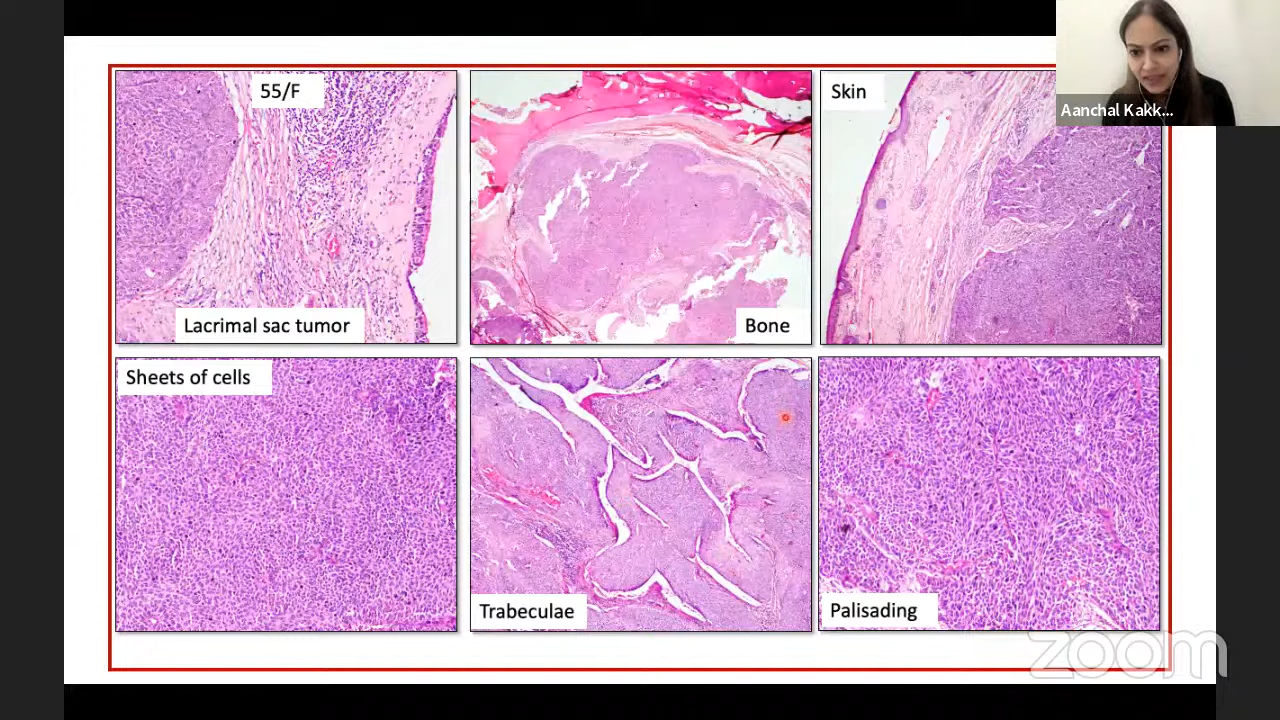 55/F
Skin
Aanchal Kakk...
Lacrimal sac tumor
Bone
Sheets of cells
Trabeculae
Palisading
zoom